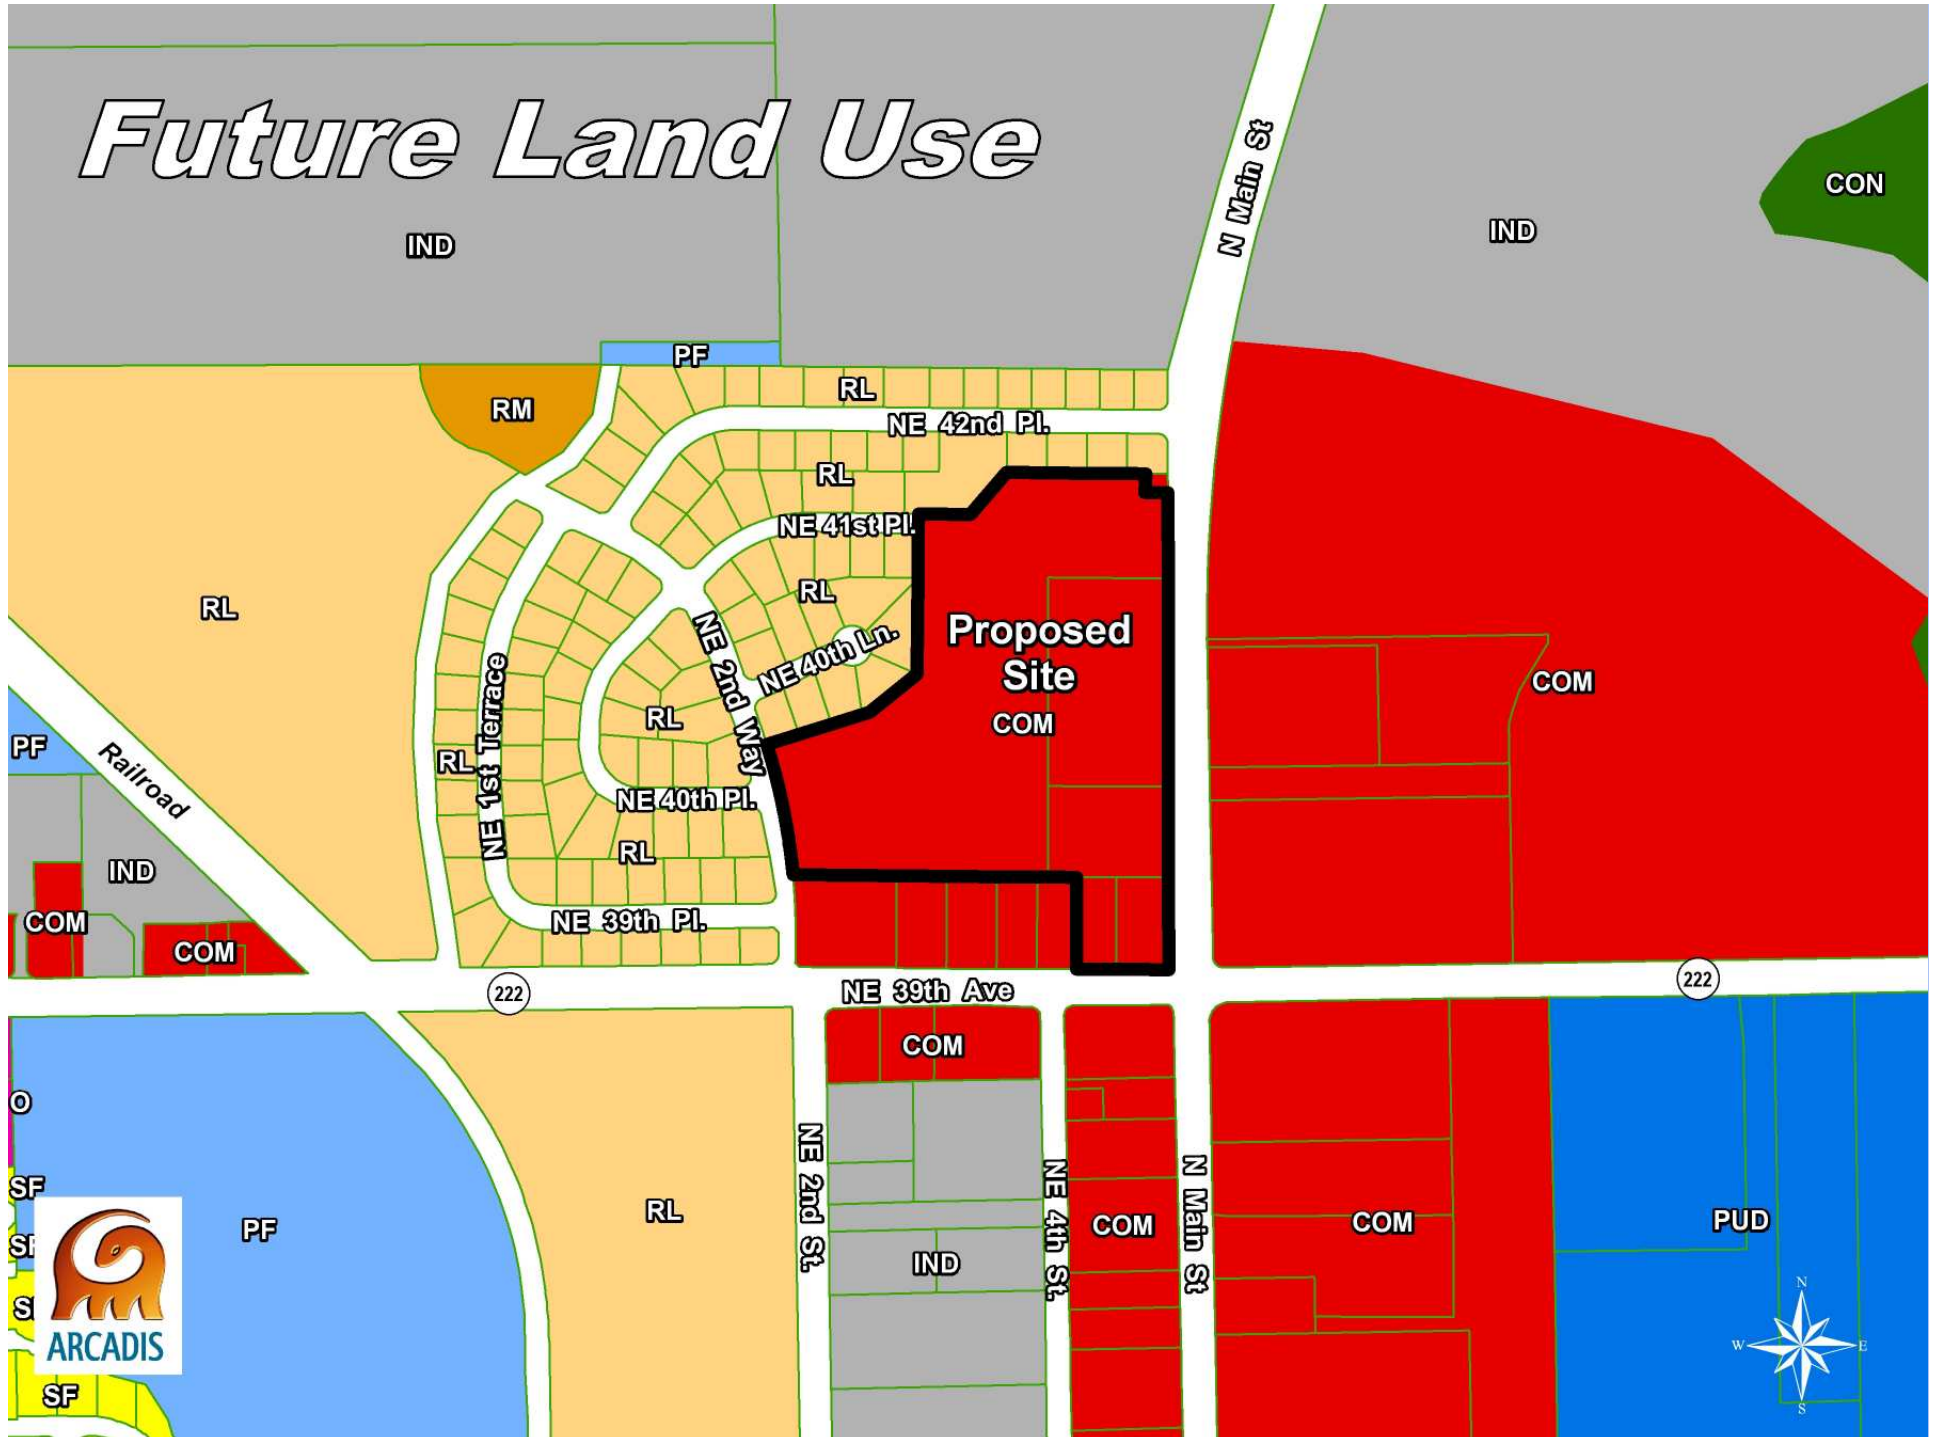 Future Land Use
N Main St
CON
IND
IND
PF
RL
RM
NE 42nd Pl.
RL
NE 41st Pl.
RL
RL
NE 40th Ln.
Proposed
Site
COM
NE 2nd Way
COM
NE 1st Terrace
RL
PF
RL
Railroad
NE 40th Pl.
RL
IND
COM
NE 39th Pl.
COM
222
222
NE 39th Ave
COM
O
SF
NE 2nd St.
NE 4th St.
N Main St
RL
PF
COM
COM
PUD
IND
ARCADIS
SF
N
W
E
S